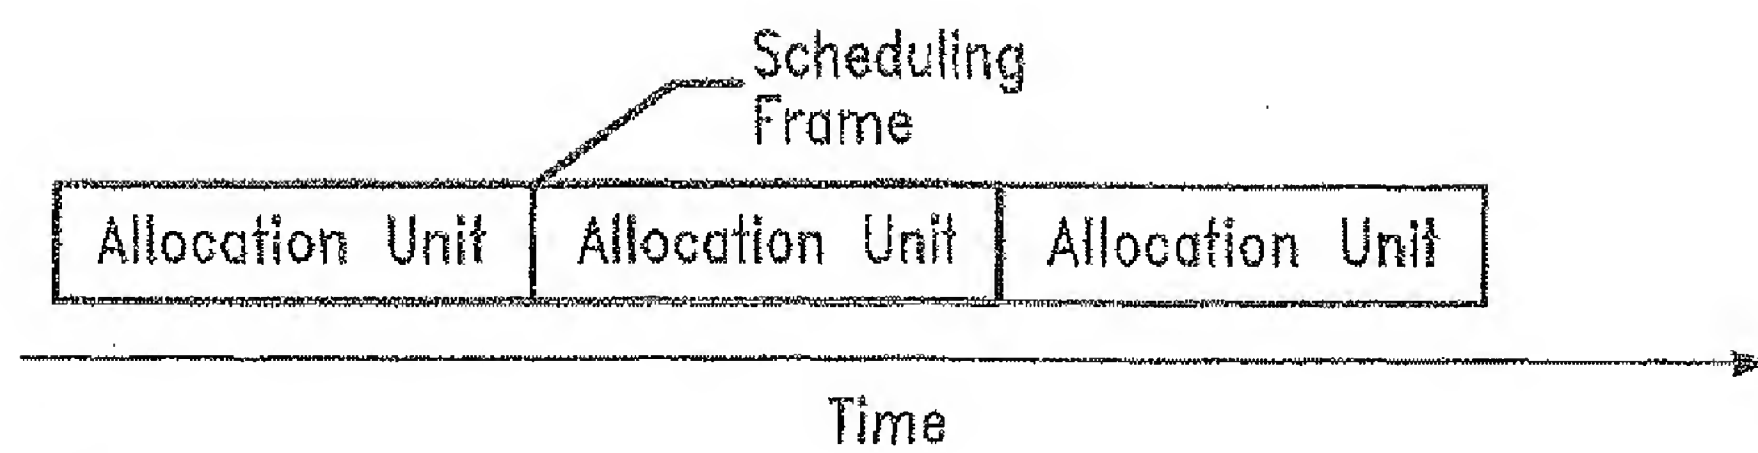 Scheduling
Frame
Allocation Unit Allocation Unit Allocation Unit
Time